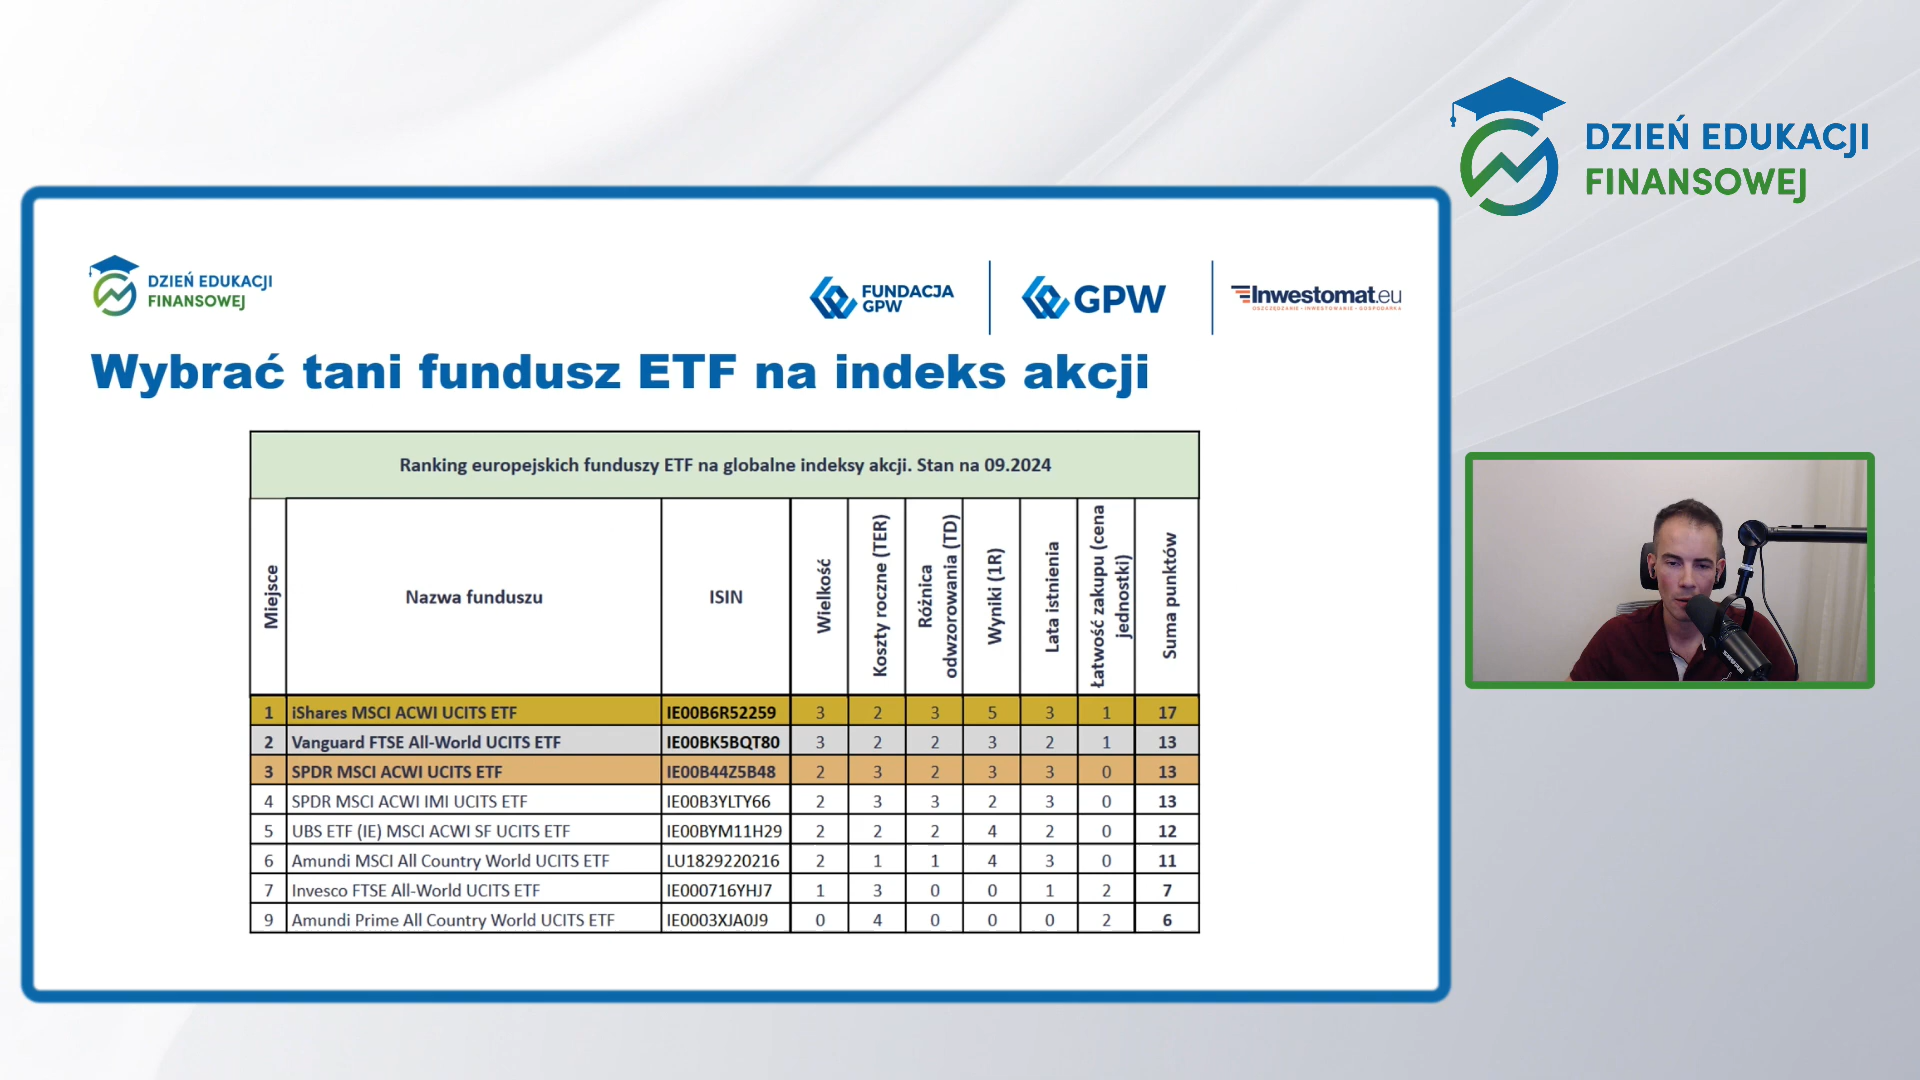 DZIEŃ EDUKACJI
FINANSOWEJ
DZIEŃ EDUKACJI
FINANSOWEJ
FUNDACJA
GPW
GPW
Inwestomat.eu
OSZCZĘDZANIE • INWESTOWANIE • GOSPODARKA
Wybrać tani fundusz ETF na indeks akcji
Ranking europejskich funduszy ETF na globalne indeksy akcji. Stan na 09.2024
Miejsce
Nazwa funduszu
ISIN
Wielkość
Koszty roczne (TER)
Różnica
odwzorowania (TD)
Wyniki (1R)
Lata istnienia
Łatwość zakupu (cena
jednostki)
Suma punktów
1 iShares MSCI ACWI UCITS ETF IE00B6R52259 3 2 3 5 3 1 17
2 Vanguard FTSE All-World UCITS ETF IE00BK5BQT80 3 2 2 3 2 1 13
3 SPDR MSCI ACWI UCITS ETF IE00B44Z5B48 2 3 2 3 3 0 13
4 SPDR MSCI ACWI IMI UCITS ETF IE00B3YLTY66 2 3 3 2 3 0 13
5 UBS ETF (IE) MSCI ACWI SF UCITS ETF IE00BYM11H29 2 2 2 4 2 0 12
6 Amundi MSCI All Country World UCITS ETF LU1829220216 2 1 1 4 3 0 11
7 Invesco FTSE All-World UCITS ETF IE000716YHJ7 1 3 0 0 1 2 7
9 Amundi Prime All Country World UCITS ETF IE0003XJA0J9 0 4 0 0 0 2 6